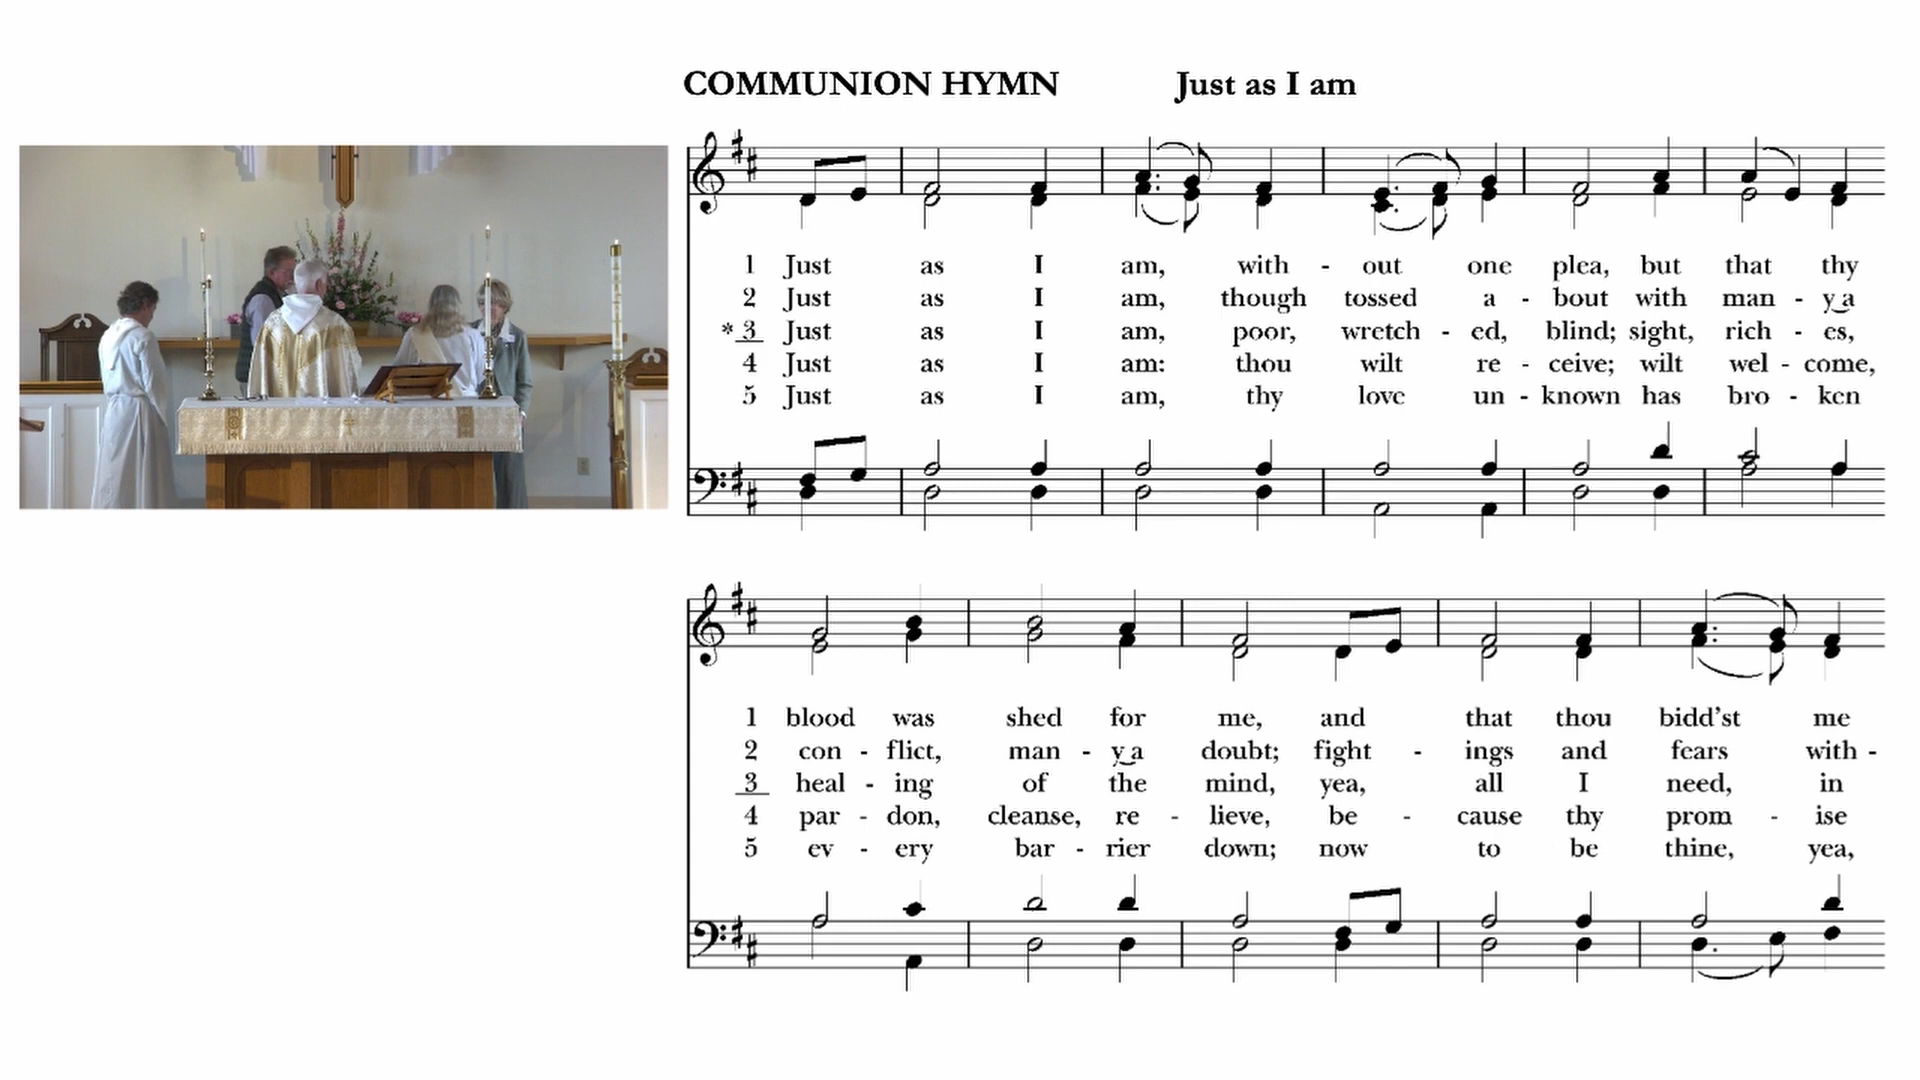 COMMUNION HYMN Just as I am
1 Just as I am, with - out one plea, but that thy
2 Just as I am, though tossed a - bout with man - y a
* 3 Just as I am, poor, wretch - ed, blind; sight, rich - es,
4 Just as I am: thou wilt re - ceive; wilt wel - come,
5 Just as I am, thy love un - known has bro - ken
1 blood was shed for me, and that thou bidd'st me
2 con - flict, man - y a doubt; fight - ings and fears with -
3 heal - ing of the mind, yea, all I need, in
4 par - don, cleanse, re - lieve, be - cause thy prom - ise
5 ev - ery bar - rier down; now to be thine, yea,